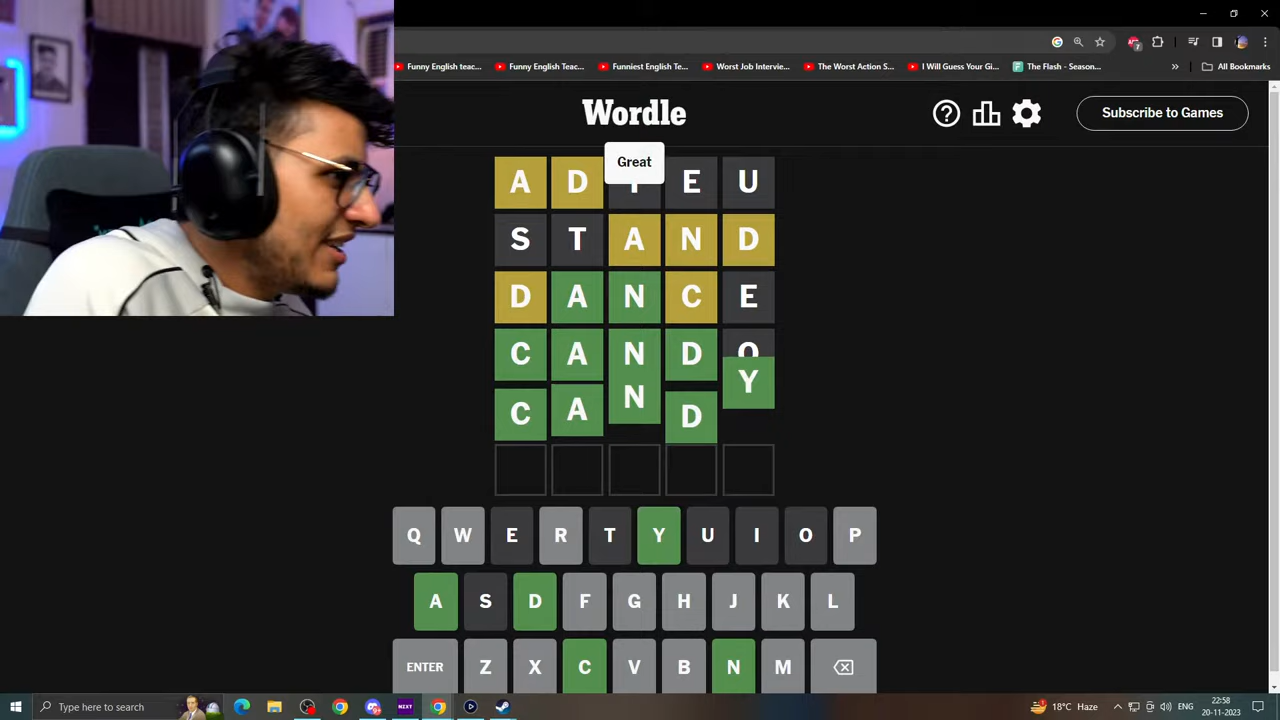 Funny English teac...
Funny English Teac...
Funniest English Te...
Worst Job Intervie...
The Worst Action S...
I Will Guess Your Gi...
The Flash - Season...
»
All Bookmarks
Wordle
Subscribe to Games
Great
A D I E U
S T A N D
D A N C E
C A N D O
C A N D Y
Q W E R T Y U I O P
A S D F G H J K L
ENTER Z X C V B N M
Type here to search
NEXT
18°C Haze
ENG
22:58
20-11-2023